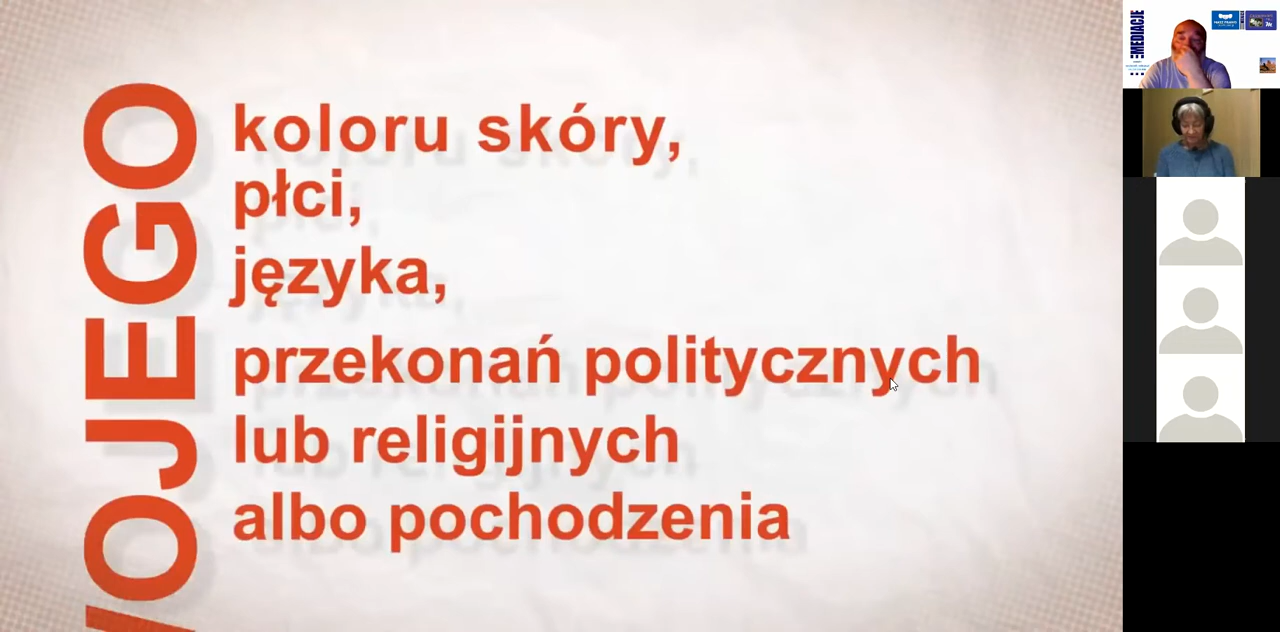 OJEGO
koloru skóry,
płci,
języka,
przekonań politycznych
lub religijnych
albo pochodzenia
MEDIACJE